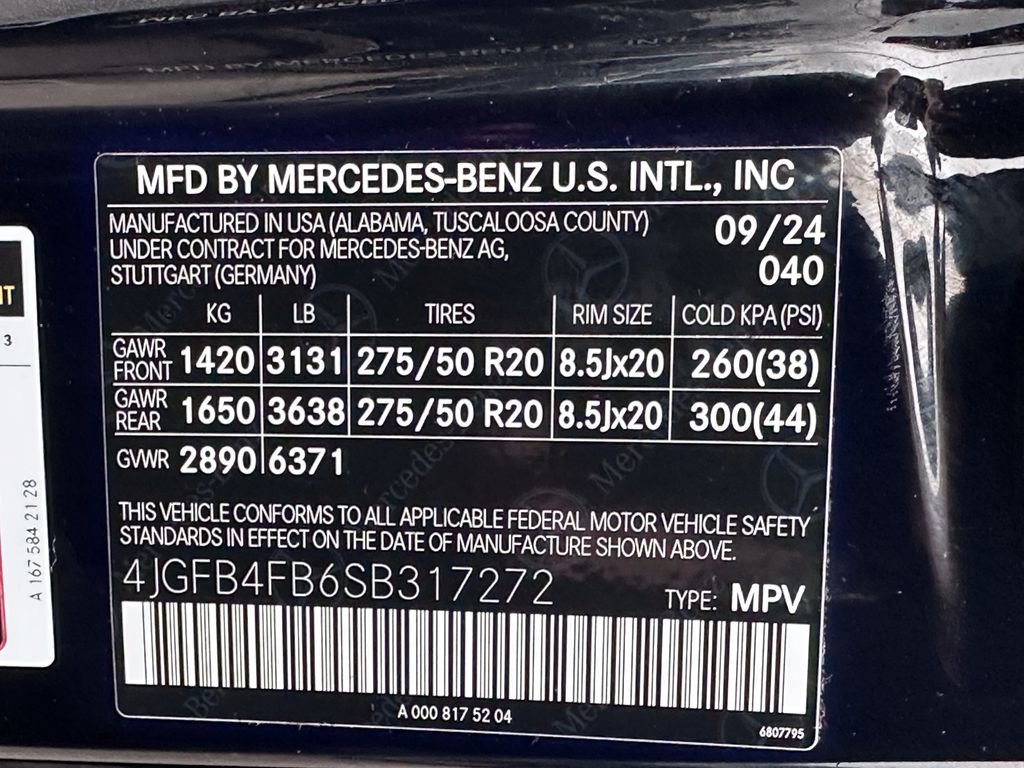 MFD BY MERCEDES-BENZ U.S. INTL., INC
MANUFACTURED IN USA (ALABAMA, TUSCALOOSA COUNTY) 09/24
UNDER CONTRACT FOR MERCEDES-BENZ AG,
STUTTGART (GERMANY) 040
KG LB TIRES RIM SIZE COLD KPA (PSI)
GAWR FRONT 1420 3131 275/50 R20 8.5Jx20 260(38)
GAWR REAR 1650 3638 275/50 R20 8.5Jx20 300(44)
GVWR 2890 6371
THIS VEHICLE CONFORMS TO ALL APPLICABLE FEDERAL MOTOR VEHICLE SAFETY
STANDARDS IN EFFECT ON THE DATE OF MANUFACTURE SHOWN ABOVE.
4JGFB4FB6SB317272 TYPE: MPV
A 000 817 52 04
6807795
3
A 167 584 21 28